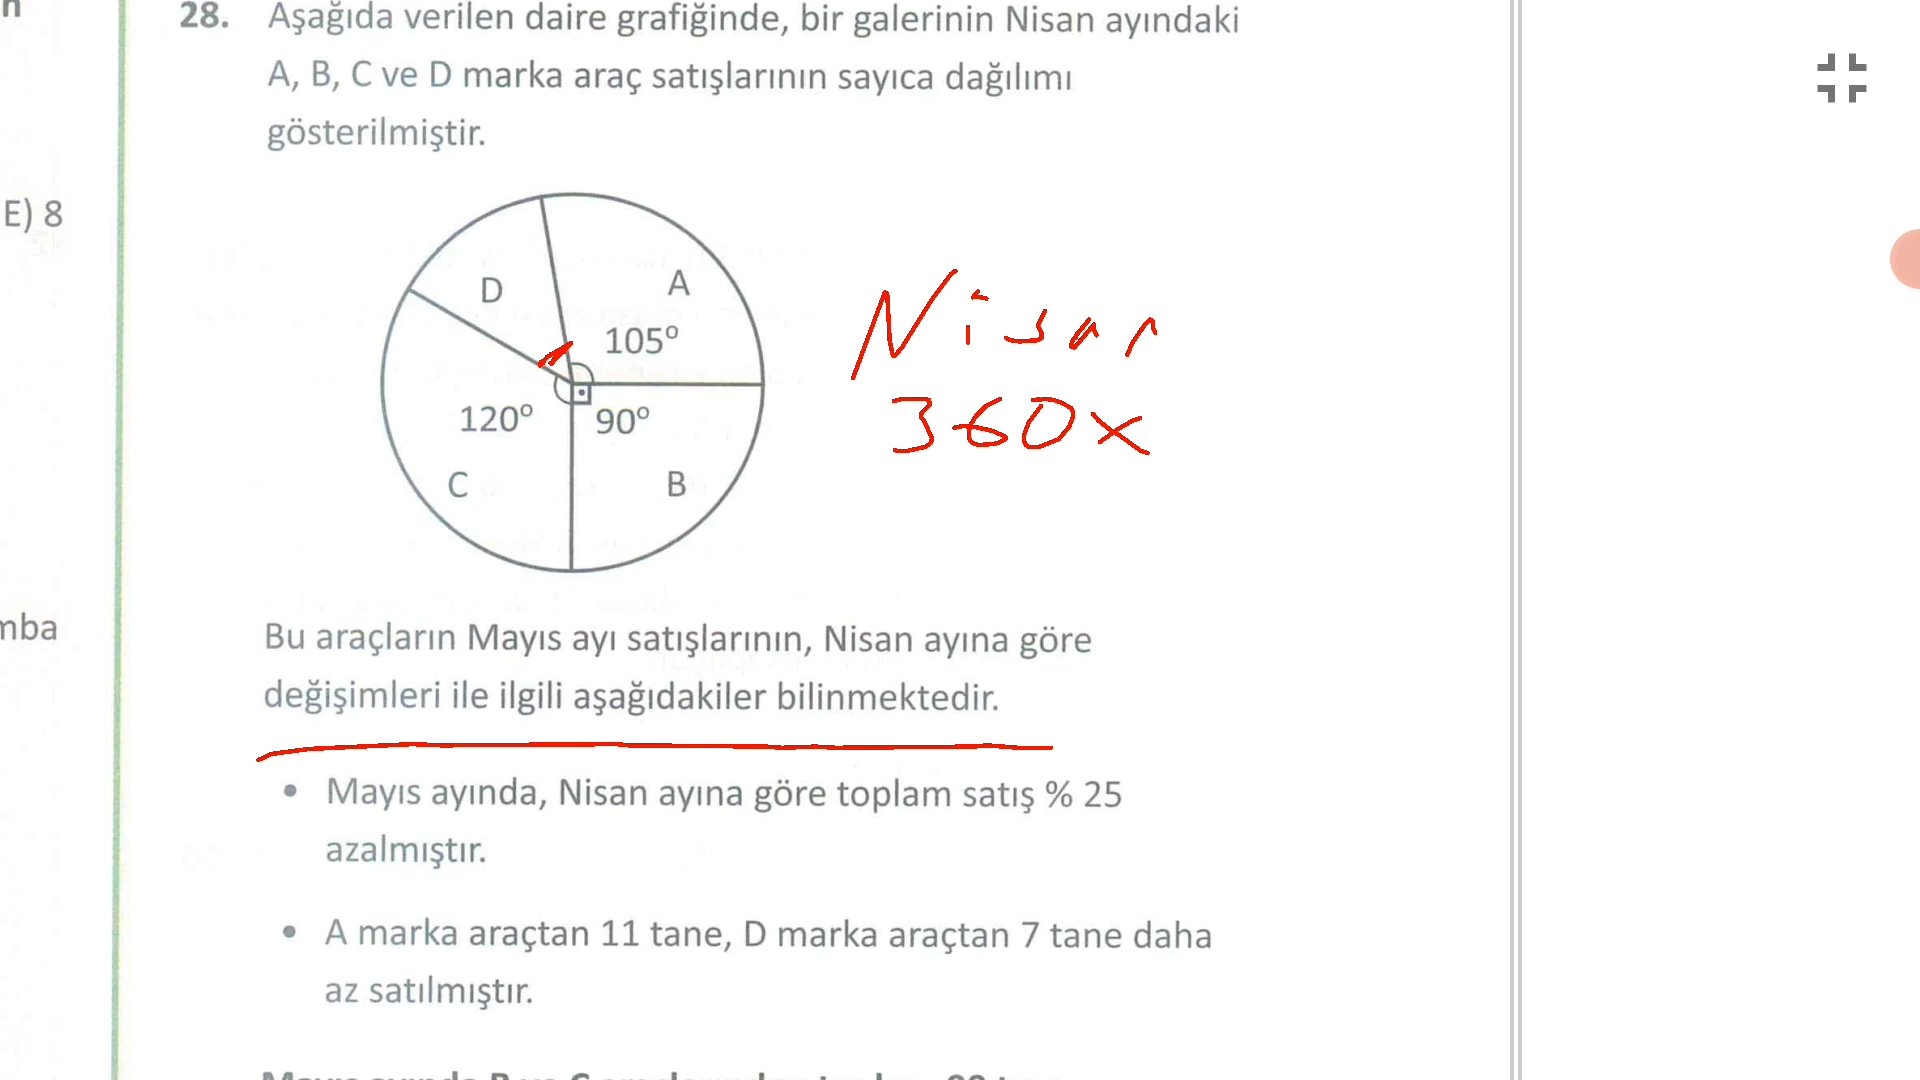 28. Aşağıda verilen daire grafiğinde, bir galerinin Nisan ayındaki
A, B, C ve D marka araç satışlarının sayıca dağılımı
gösterilmiştir.
E) 8
D
A
105°
120°
90°
C
B
Nisan
360x
mba
Bu araçların Mayıs ayı satışlarının, Nisan ayına göre
değişimleri ile ilgili aşağıdakiler bilinmektedir.
• Mayıs ayında, Nisan ayına göre toplam satış % 25
azalmıştır.
• A marka araçtan 11 tane, D marka araçtan 7 tane daha
az satılmıştır.